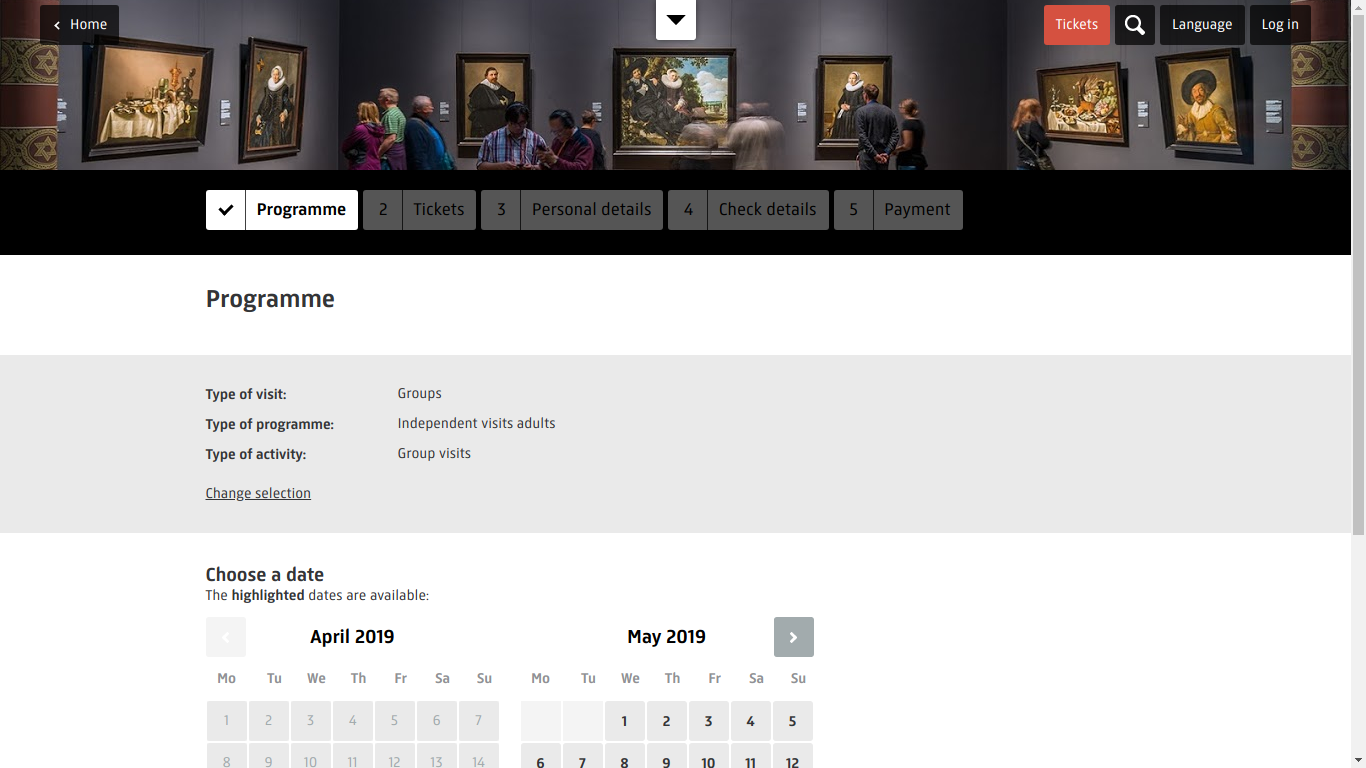 Home
Tickets
Language
Log in
Programme
2 Tickets
3 Personal details
4 Check details
5 Payment
Programme
Type of visit: Groups
Type of programme: Independent visits adults
Type of activity: Group visits
Change selection
Choose a date
The highlighted dates are available:
April 2019
Mo Tu We Th Fr Sa Su
1 2 3 4 5 6 7
8 9 10 11 12 13 14
May 2019
Mo Tu We Th Fr Sa Su
1 2 3 4 5
6 7 8 9 10 11 12